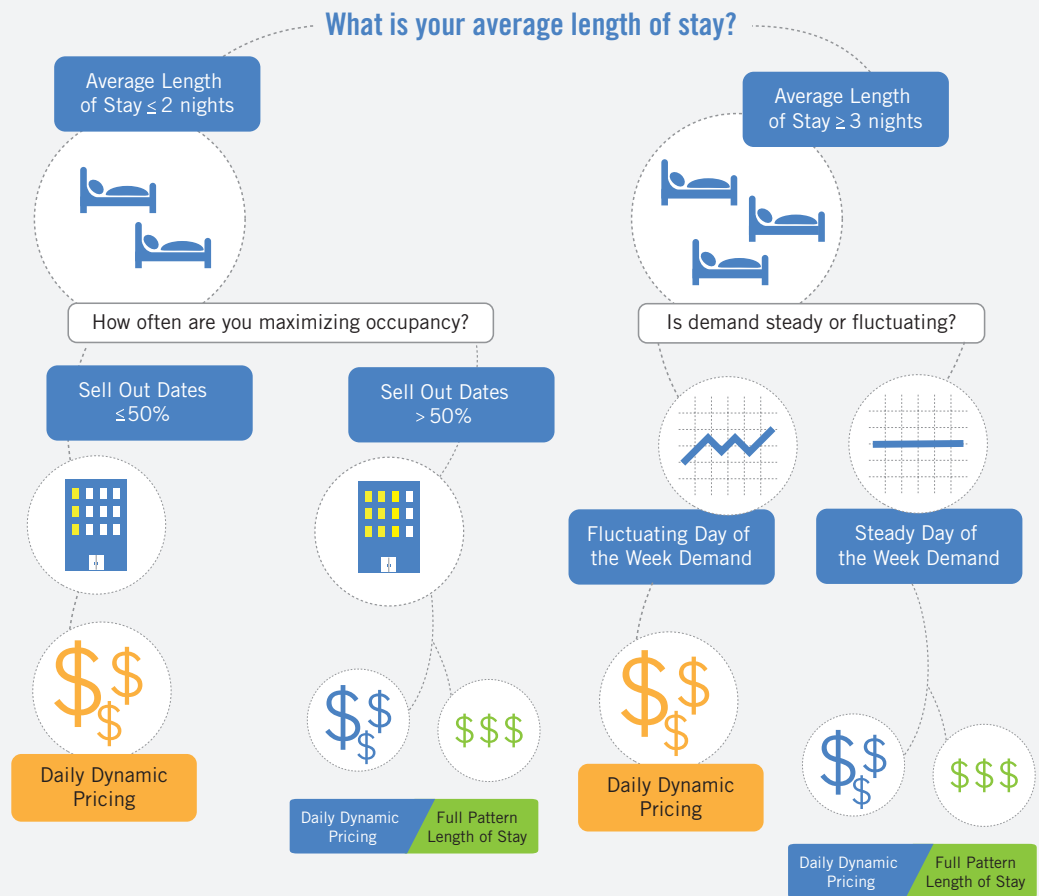 What is your average length of stay?
Average Length
of Stay ≤ 2 nights
Average Length
of Stay ≥ 3 nights
How often are you maximizing occupancy?
Is demand steady or fluctuating?
Sell Out Dates
≤50%
Sell Out Dates
> 50%
Fluctuating Day of
the Week Demand
Steady Day of
the Week Demand
$$$
$$$
$$$
$$$
$$$
$$$
Daily Dynamic
Pricing
Daily Dynamic
Pricing
Full Pattern
Length of Stay
Daily Dynamic
Pricing
Daily Dynamic
Pricing
Full Pattern
Length of Stay